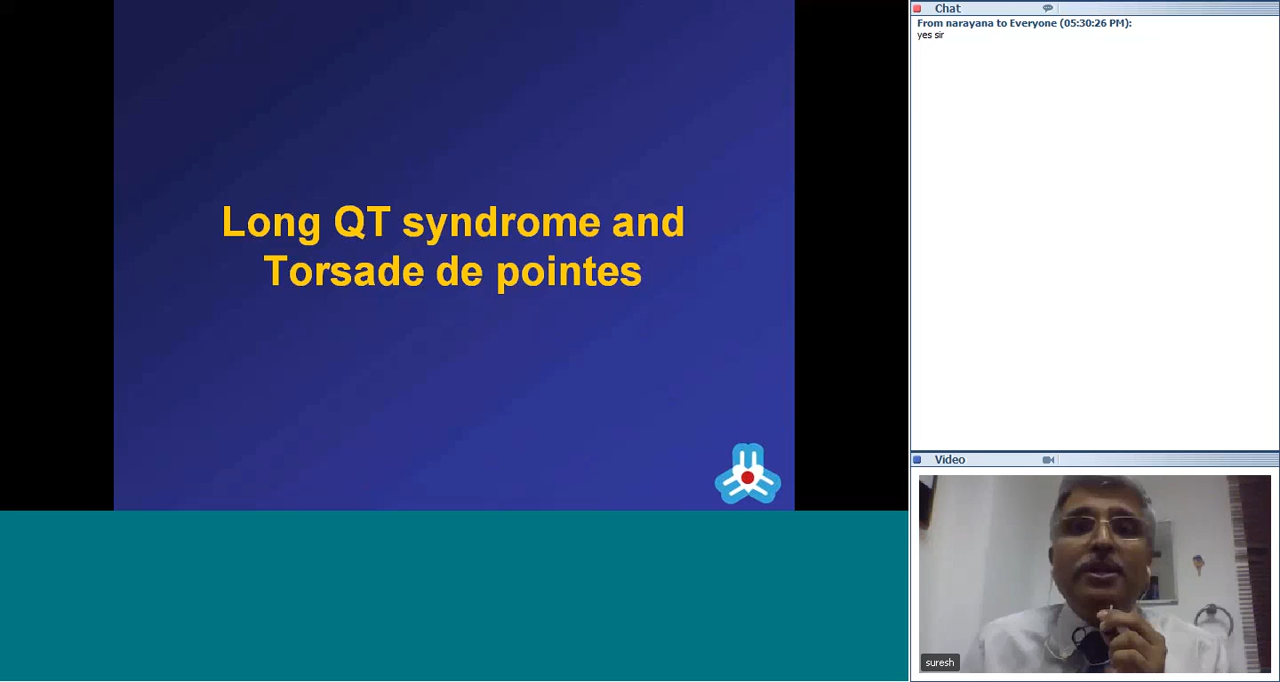 Long QT syndrome and
Torsade de pointes
Chat
From narayana to Everyone (05:30:26 PM):
yes sir
Video
suresh